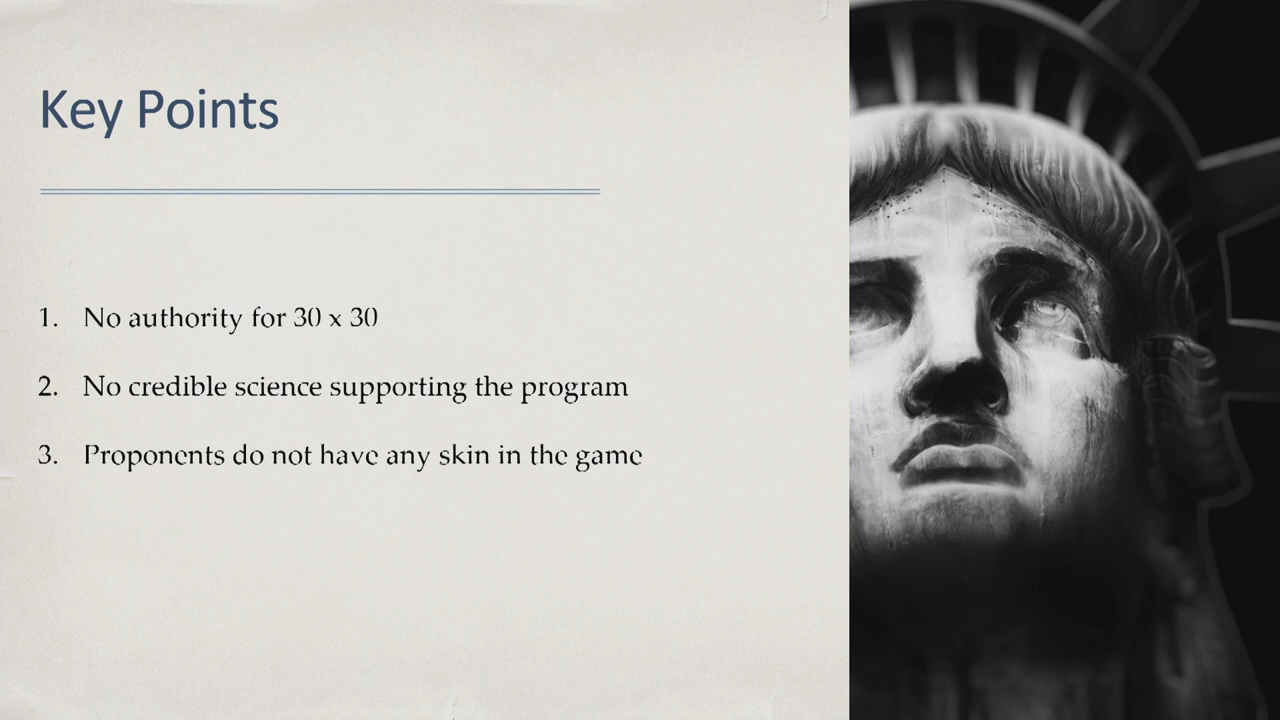 Key Points
1. No authority for 30 x 30
2. No credible science supporting the program
3. Proponents do not have any skin in the game